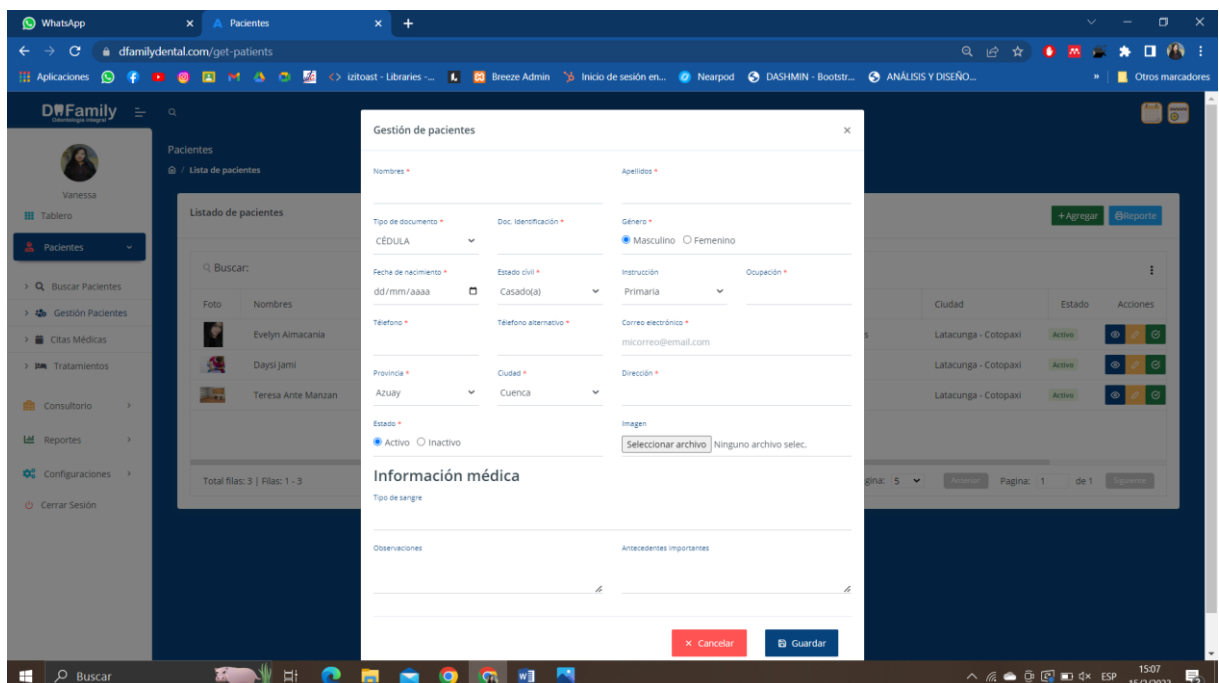 WhatsApp
Pacientes
dfamilydental.com/get-patients
Aplicaciones
izitoast - Libraries -...
Breeze Admin
Inicio de sesión en...
Nearpod
DASHMIN - Bootstr...
ANÁLISIS Y DISEÑO...
»
Otros marcadores
Family
Odontología Integral
Vanessa
Tablero
Pacientes
Buscar Pacientes
Gestión Pacientes
Citas Médicas
Tratamientos
Consultorio
Reportes
Configuraciones
Cerrar Sesión
Pacientes
/ Lista de pacientes
Listado de pacientes
+Agregar
Reporte
Buscar:
Foto Nombres
Ciudad Estado Acciones
Evelyn Aimacania
Latacunga - Cotopaxi Activo
Daysi Jami
Latacunga - Cotopaxi Activo
Teresa Ante Manzan
Latacunga - Cotopaxi Activo
Total filas: 3 | Filas: 1 - 3
gina: 5 Anterior Pagina: 1 de 1 Siguiente
Gestión de pacientes ×
Nombres * Apellidos *
Tipo de documento * Doc. Identificación * Género *
CÉDULA Masculino Femenino
Fecha de nacimiento * Estado civil * Instrucción Ocupación *
dd/mm/aaaa Casado(a) Primaria
Télefono * Télefono alternativo * Correo electrónico *
micorreo@email.com
Provincia * Ciudad * Dirección *
Azuay Cuenca
Estado * Imagen
Activo Inactivo Seleccionar archivo Ninguno archivo selec.
Información médica
Tipo de sangre
Observaciones Antecedentes importantes
× Cancelar Guardar
Buscar
ESP
15:07